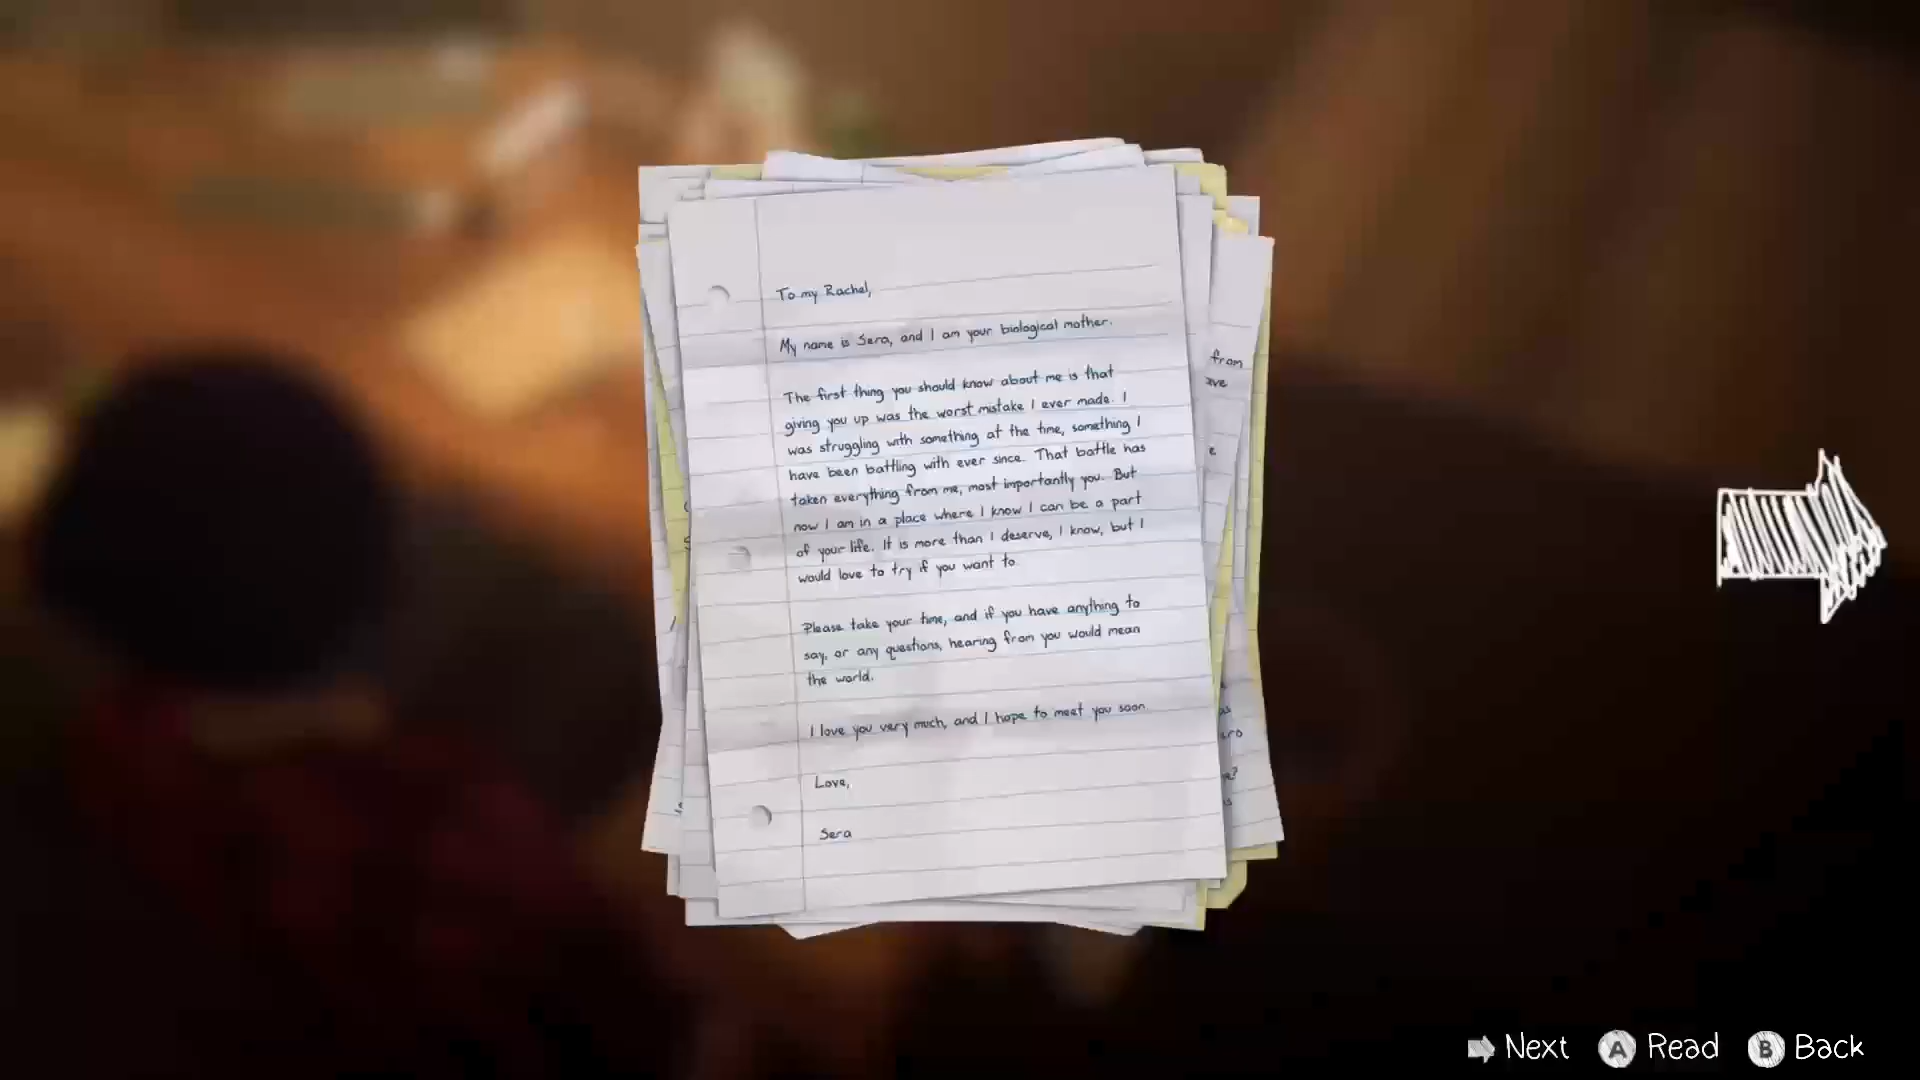 To my Rachel,
My name is Sera, and I am your biological mother.
The first thing you should know about me is that
giving you up was the worst mistake I ever made. I
was struggling with something at the time, something I
have been battling with ever since. That battle has
taken everything from me, most importantly you. But
now I am in a place where I know I can be a part
of your life. It is more than I deserve, I know, but I
would love to try if you want to.
Please take your time, and if you have anything to
say, or any questions, hearing from you would mean
the world.
I love you very much, and I hope to meet you soon.
Love,
Sera
from
e
Next A Read B Back